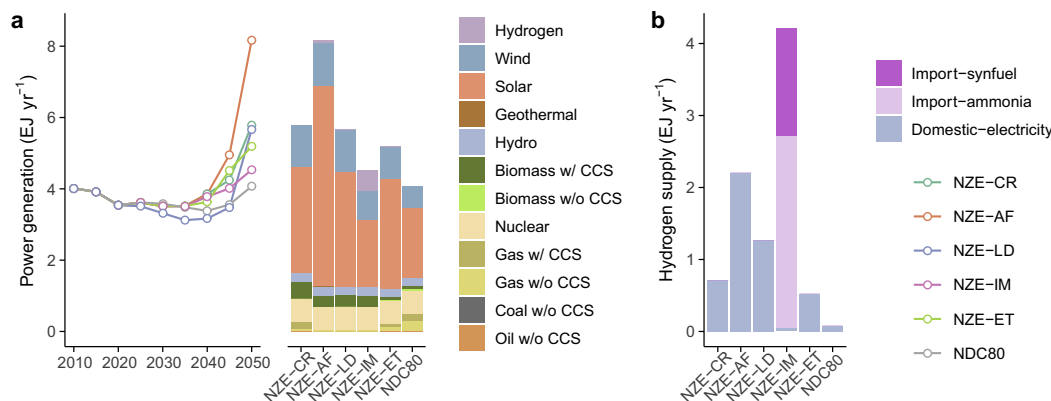 a
Power generation (EJ yr−1)
8
6
4
2
0
2010
2020
2030
2040
2050
NZE−CR
NZE−AF
NZE−LD
NZE−IM
NZE−ET
NDC80
Hydrogen
Wind
Solar
Geothermal
Hydro
Biomass w/ CCS
Biomass w/o CCS
Nuclear
Gas w/ CCS
Gas w/o CCS
Coal w/o CCS
Oil w/o CCS
b
Hydrogen supply (EJ yr−1)
4
3
2
1
0
NZE−CR
NZE−AF
NZE−LD
NZE−IM
NZE−ET
NDC80
Import−synfuel
Import−ammonia
Domestic−electricity
NZE−CR
NZE−AF
NZE−LD
NZE−IM
NZE−ET
NDC80